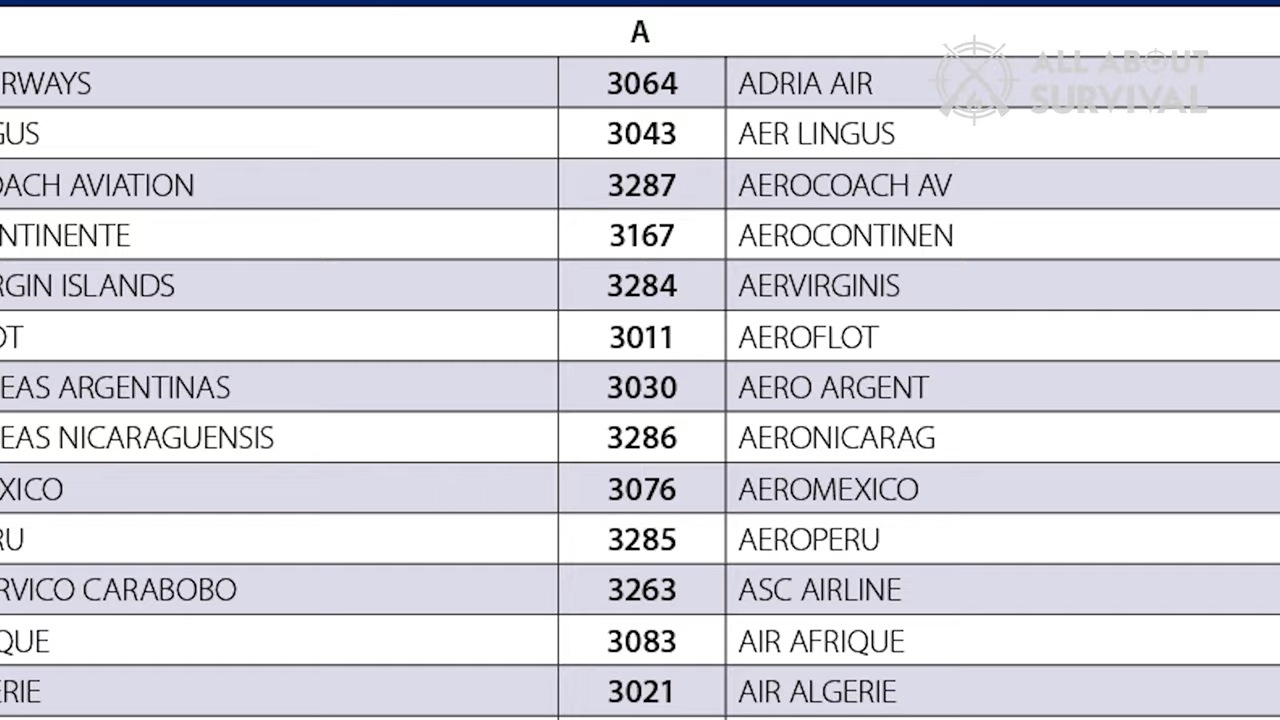 A
ALL ABOUT
SURVIVAL
RWAYS 3064 ADRIA AIR
GUS 3043 AER LINGUS
OACH AVIATION 3287 AEROCOACH AV
NTINENTE 3167 AEROCONTINEN
RGIN ISLANDS 3284 AERVIRGINIS
OT 3011 AEROFLOT
EAS ARGENTINAS 3030 AERO ARGENT
EAS NICARAGUENSIS 3286 AERONICARAG
XICO 3076 AEROMEXICO
RU 3285 AEROPERU
RVICO CARABOBO 3263 ASC AIRLINE
QUE 3083 AIR AFRIQUE
ERIE 3021 AIR ALGERIE